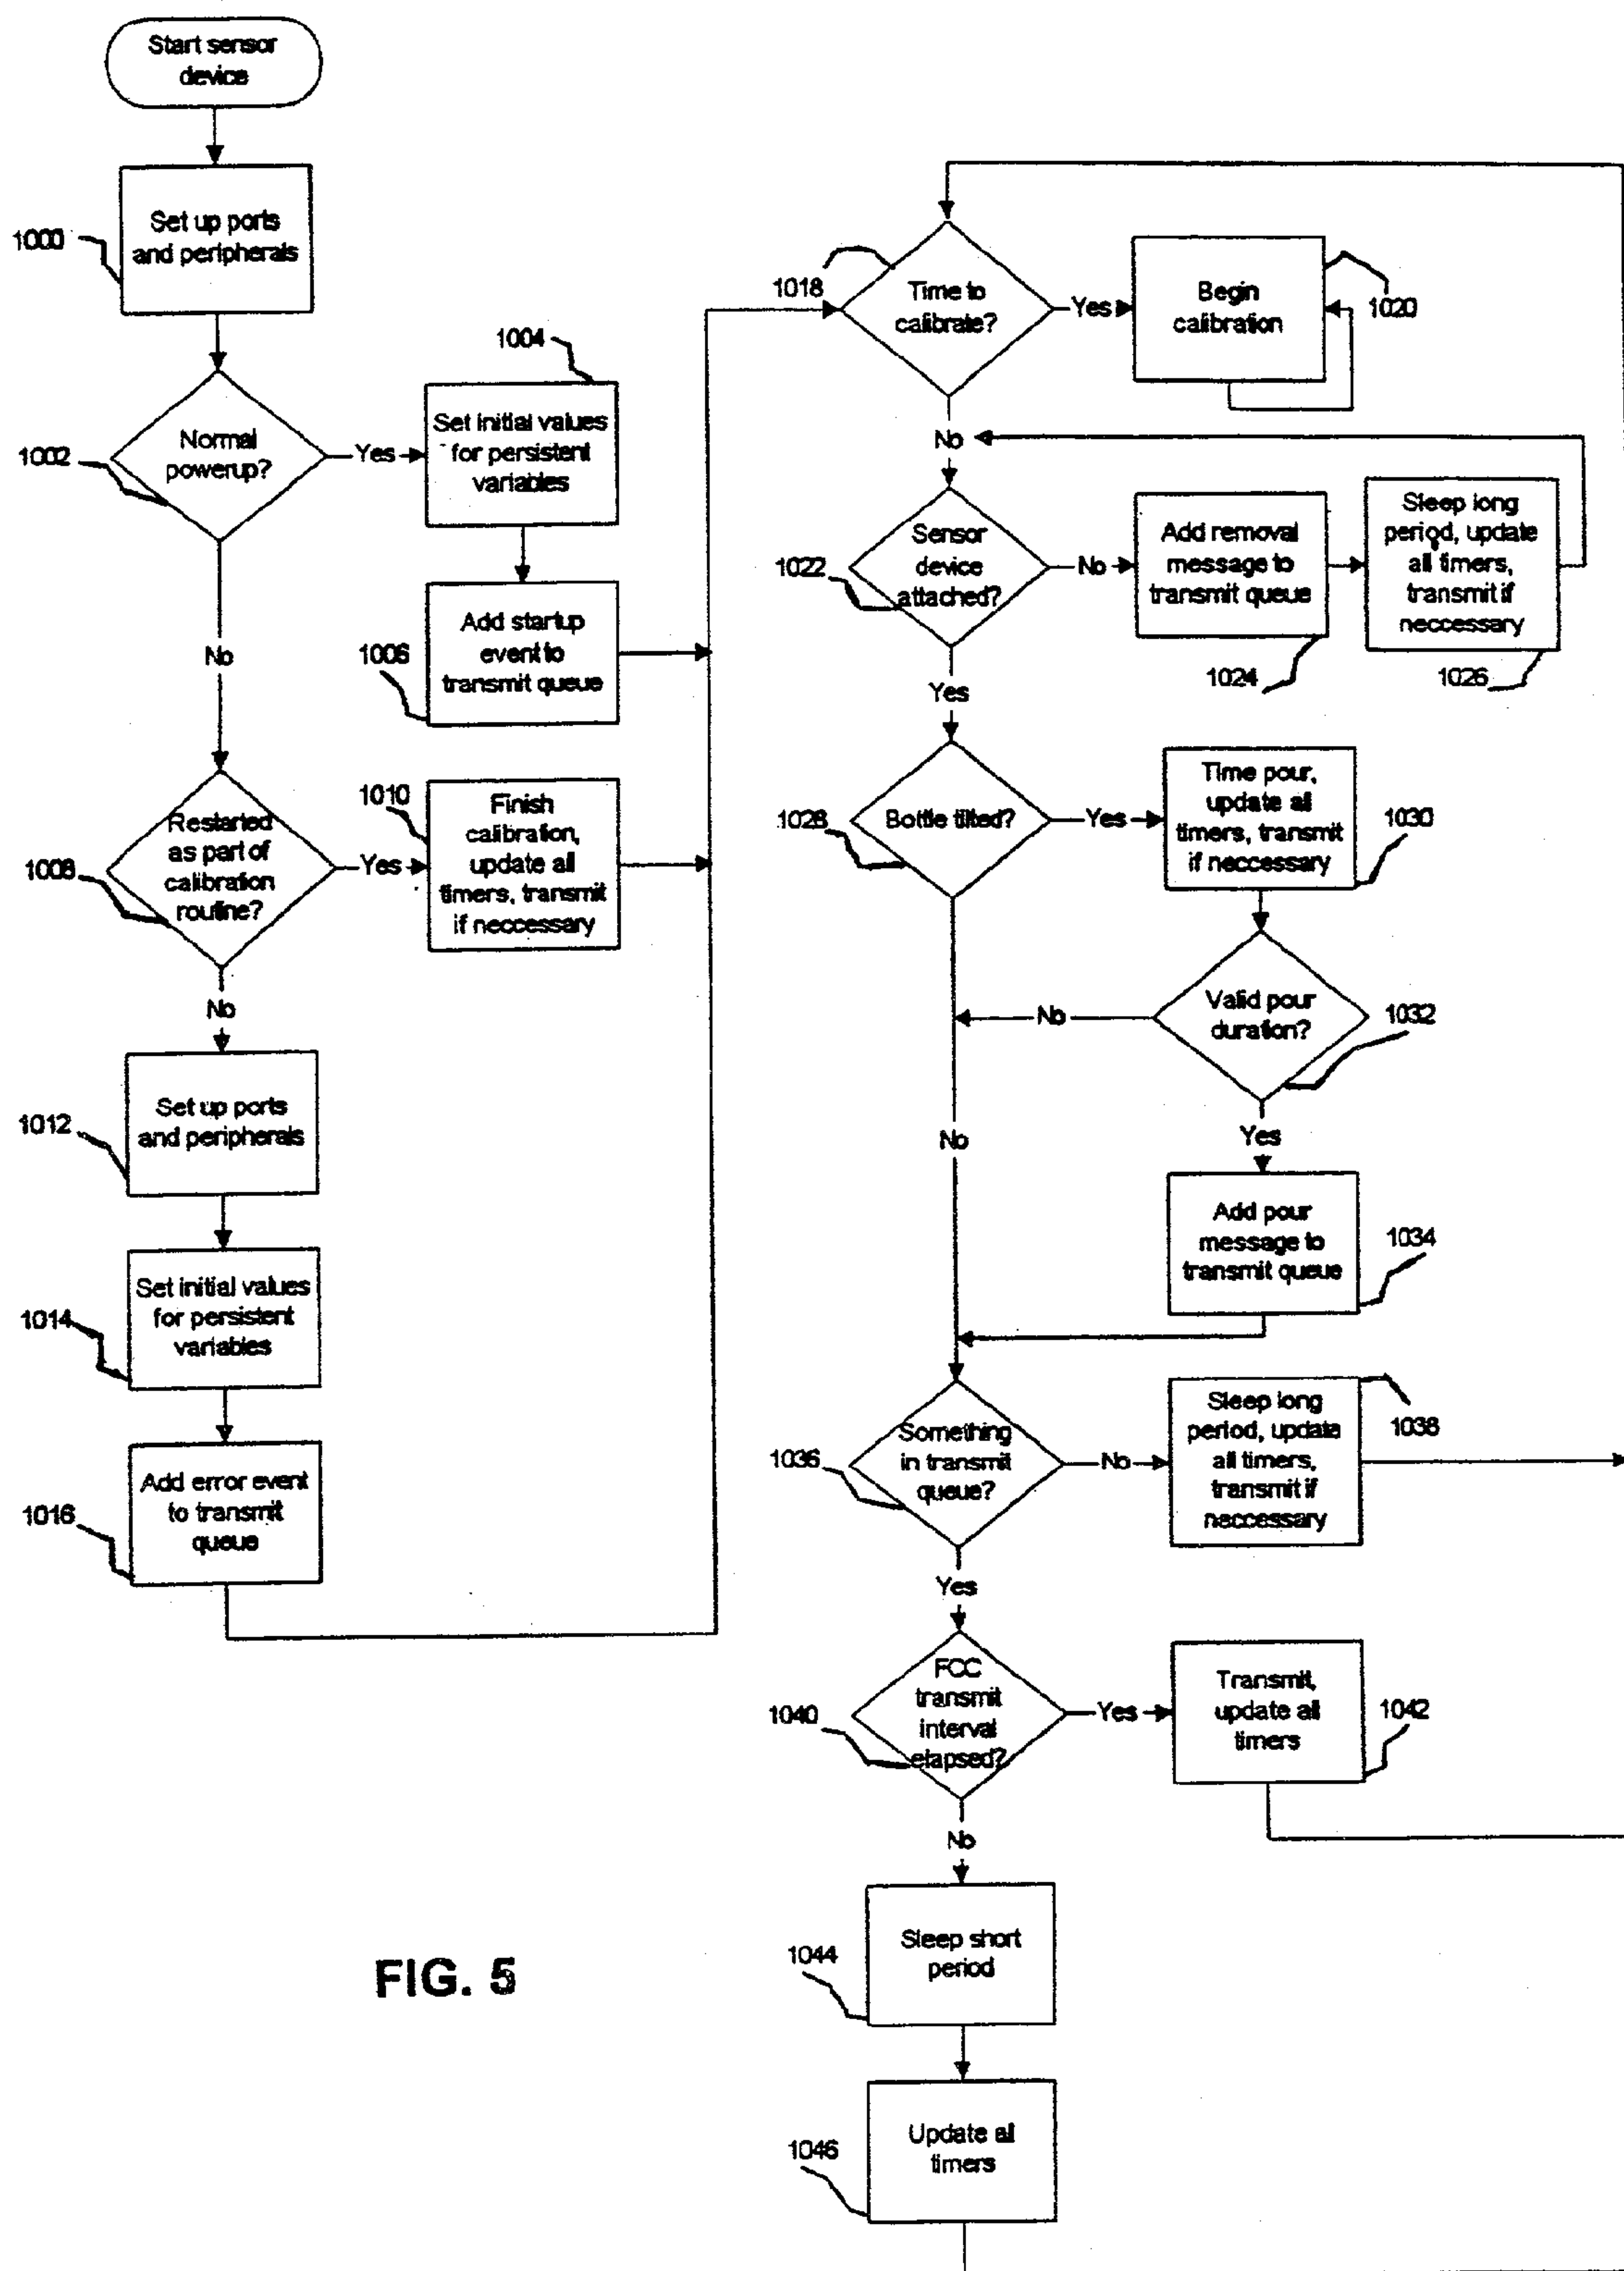 Start sensor
device
1000
Set up ports
and peripherals
1002
Normal
powerup?
Yes
No
1004
Set initial values
for persistent
variables
1006
Add startup
event to
transmit queue
1008
Restarted
as part of
calibration
routine?
Yes
No
1010
Finish
calibration,
update all
timers, transmit
if neccessary
1012
Set up ports
and peripherals
1014
Set initial values
for persistent
variables
1016
Add error event
to transmit
queue
1018
Time to
calibrate?
Yes
No
Begin
calibration
1020
1022
Sensor
device
attached?
No
Yes
Add removal
message to
transmit queue
1024
Sleep long
period, update
all timers,
transmit if
neccessary
1026
1028
Bottle tilted?
Yes
No
Time pour,
update all
timers, transmit
if neccessary
1030
Valid pour
duration?
1032
No
Yes
Add pour
message to
transmit queue
1034
1036
Something
in transmit
queue?
No
Yes
Sleep long
period, update
all timers,
transmit if
neccessary
1038
1040
FCC
transmit
interval
elapsed?
Yes
No
Transmit,
update all
timers
1042
1044
Sleep short
period
1046
Update all
timers
FIG. 5